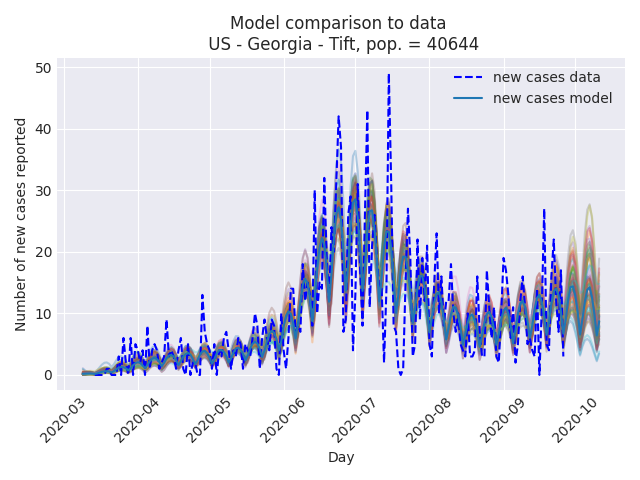 Model comparison to data
US - Georgia - Tift, pop. = 40644
new cases data
new cases model
Number of new cases reported
50
40
30
20
10
0
2020-03
2020-04
2020-05
2020-06
2020-07
2020-08
2020-09
2020-10
Day